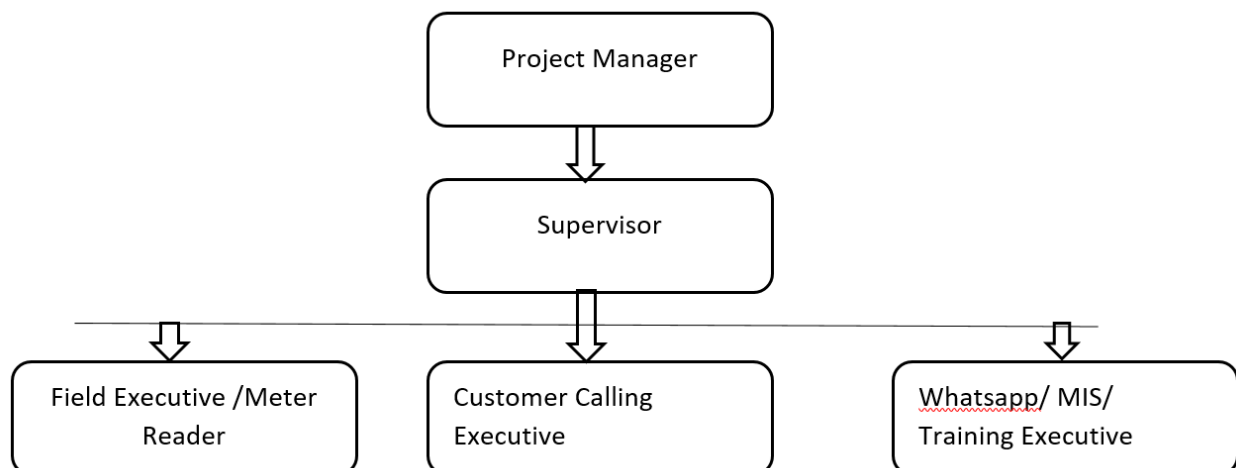 Project Manager
Supervisor
Field Executive /Meter
Reader
Customer Calling
Executive
Whatsapp/ MIS/
Training Executive